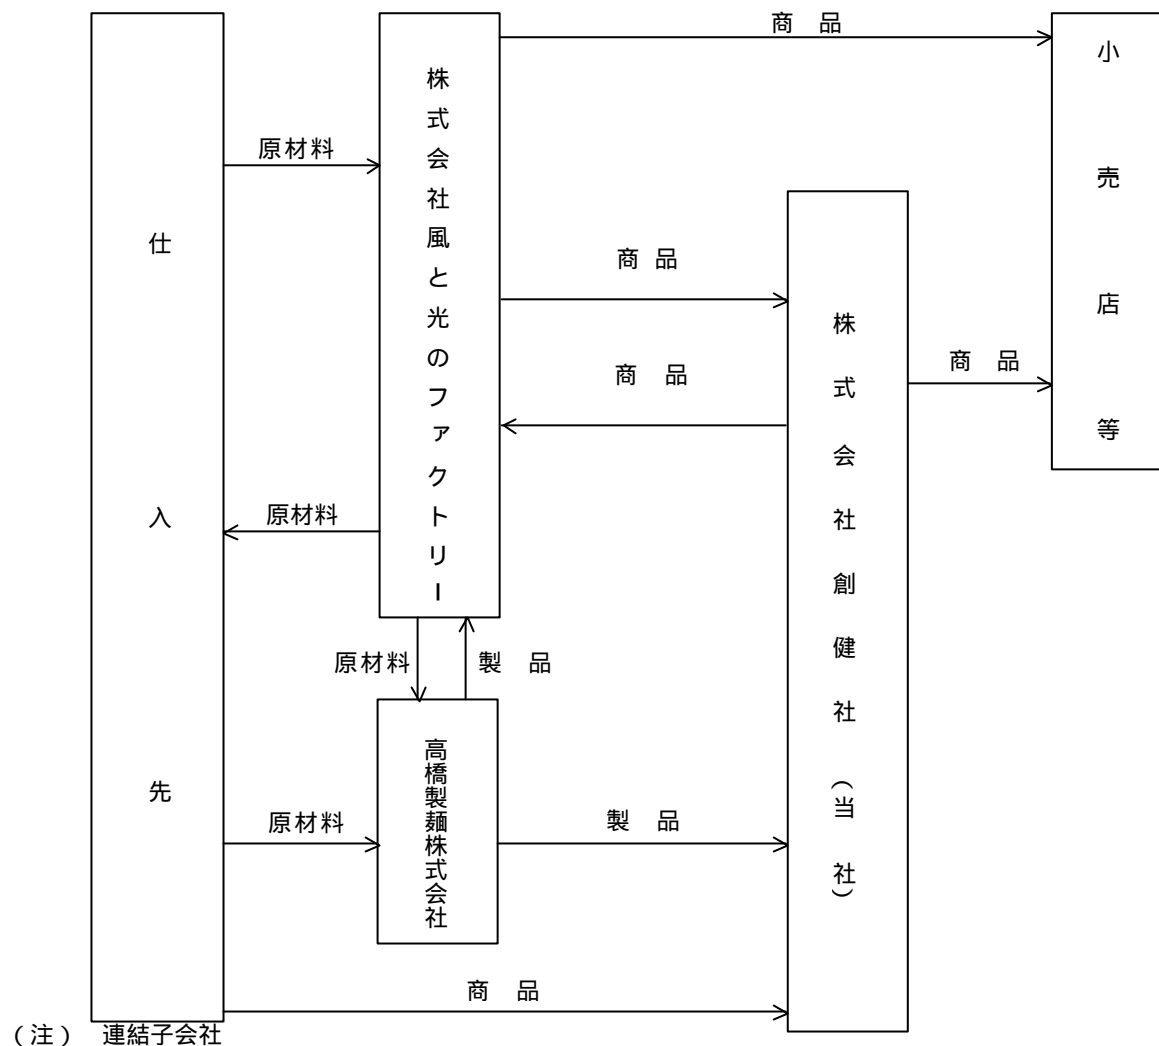 商 品
小売店等
株式会社風と光のファクトリー
原材料
仕入先
商 品
株式会社創健社 (当社)
商 品
商 品
原材料
原材料
製 品
高橋製麺株式会社
原材料
製 品
商 品
(注) 連結子会社